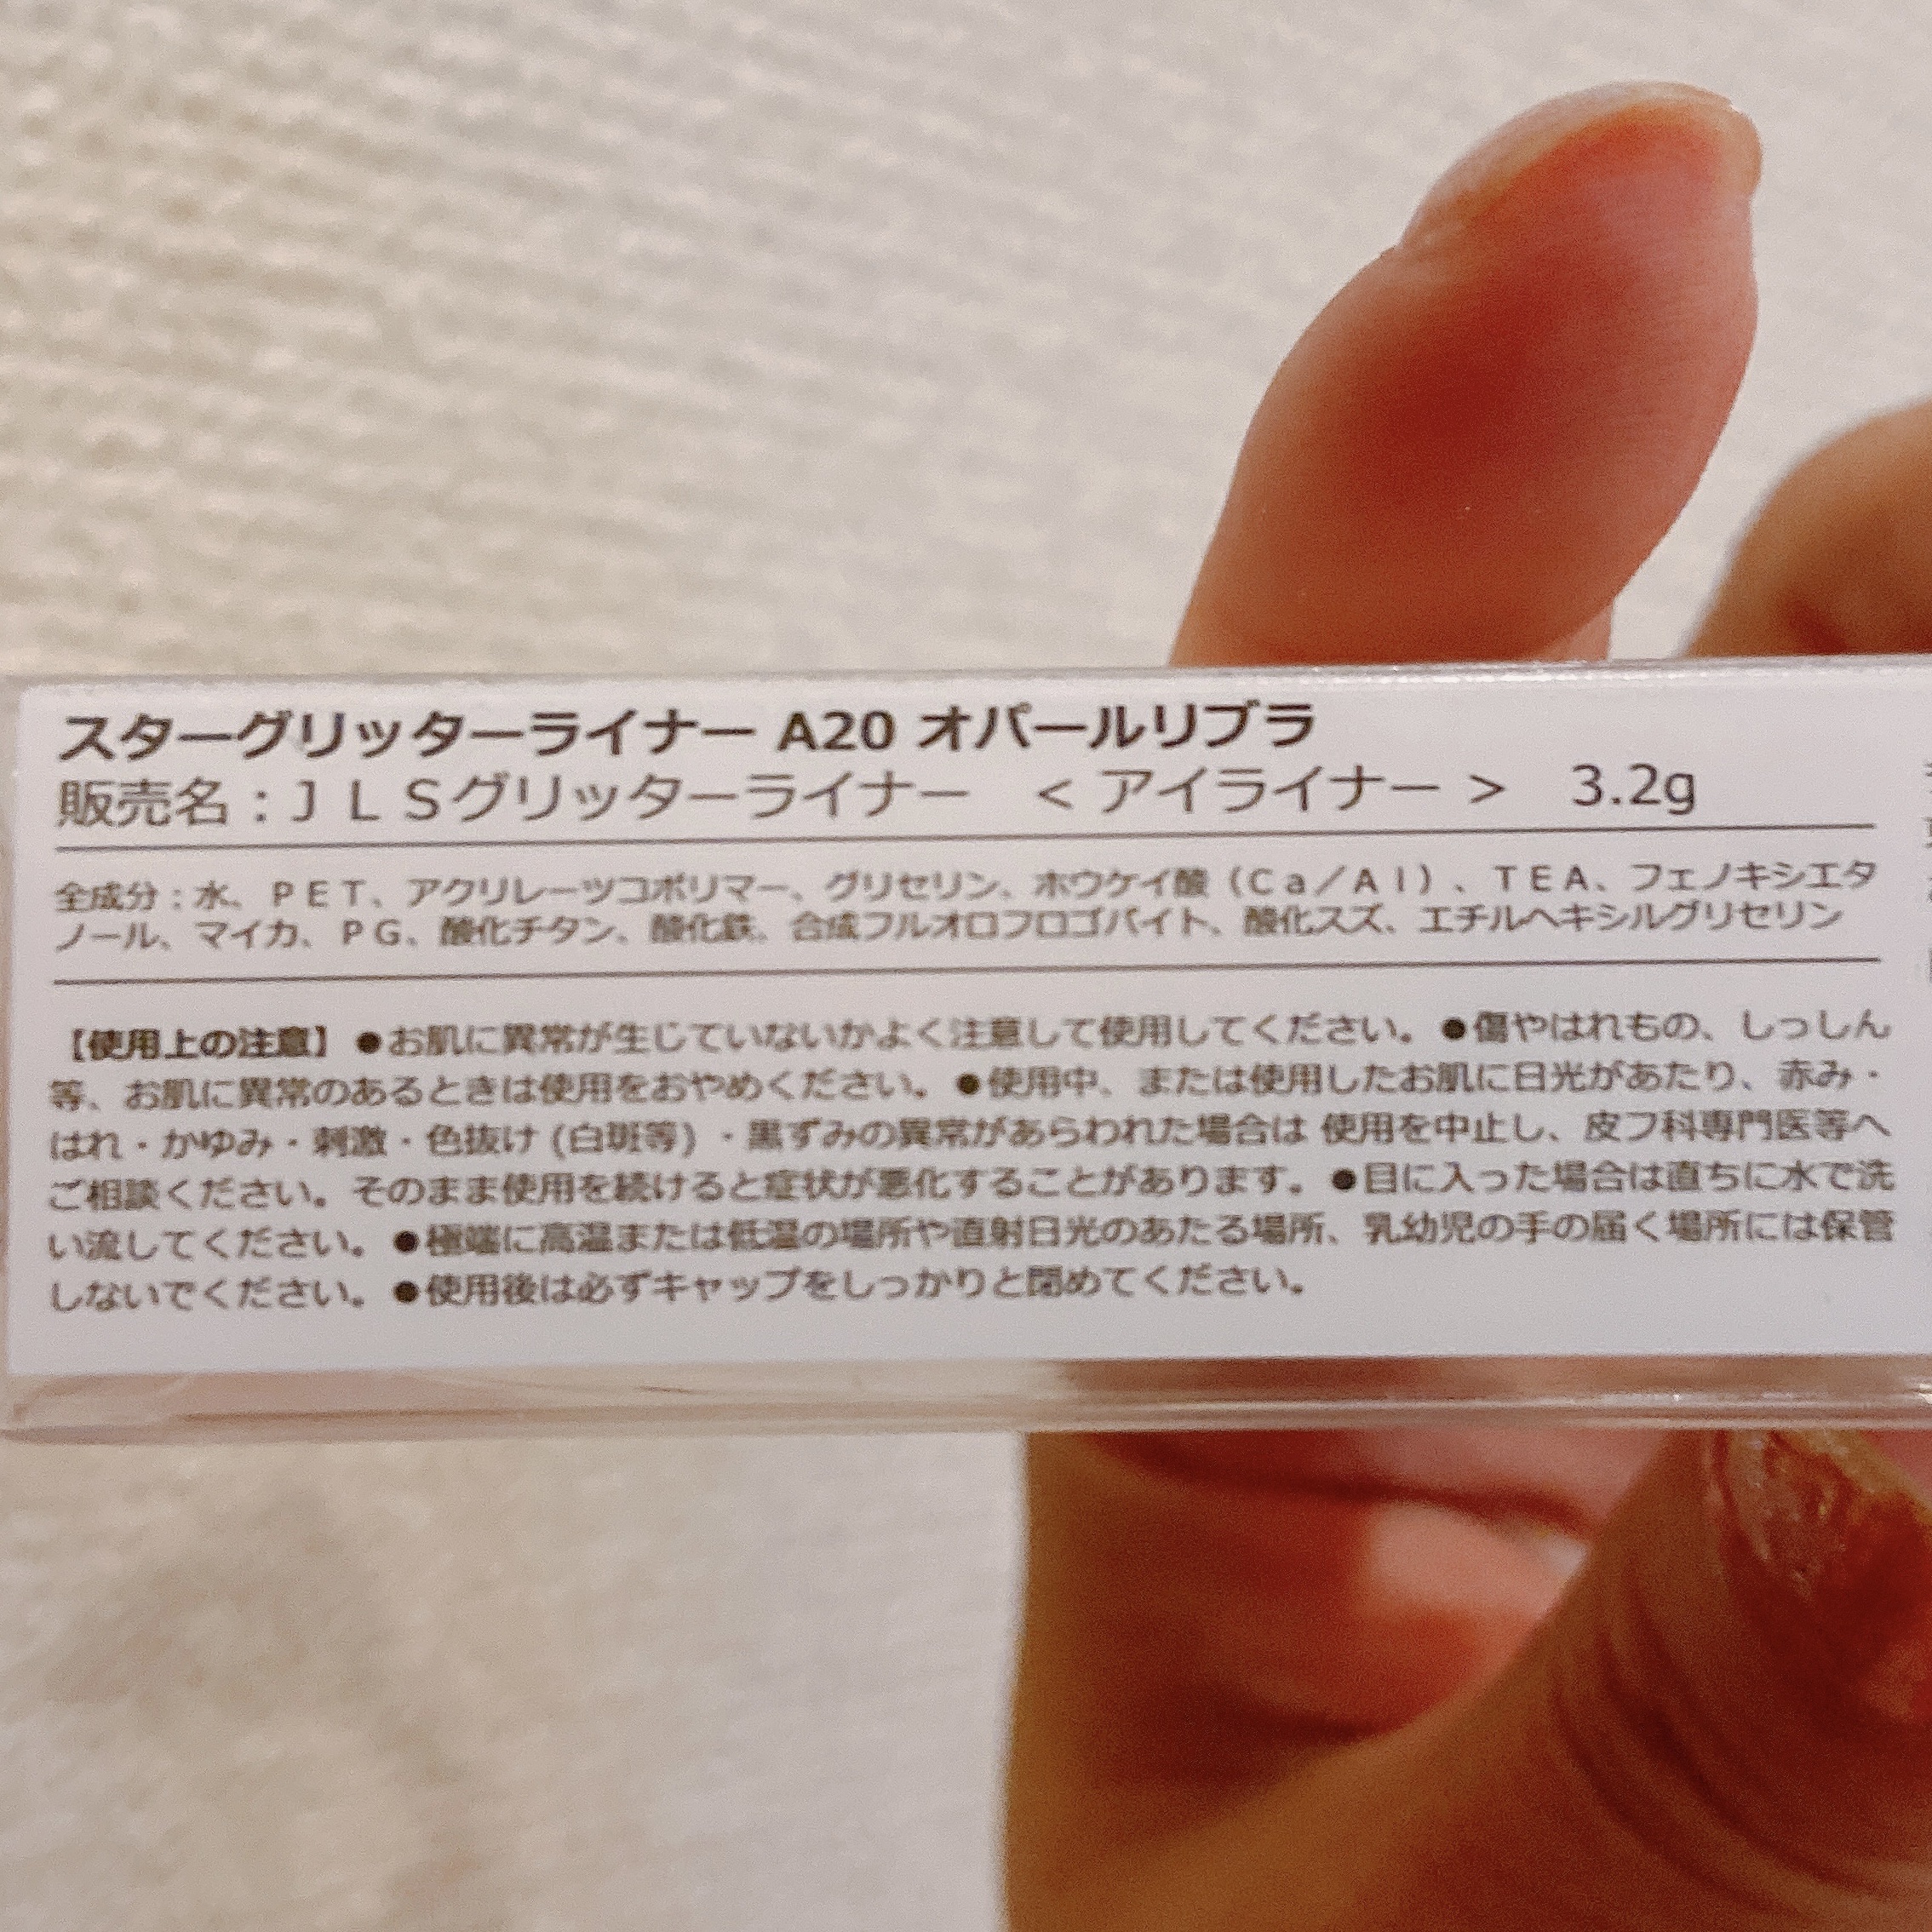 スターグリッターライナー A20 オパールリブラ
販売名：ＪＬＳグリッターライナー ＜アイライナー＞ 3.2g
全成分：水、ＰＥＴ、アクリレーツコポリマー、グリセリン、ホウケイ酸（Ｃａ／Ａｌ）、ＴＥＡ、フェノキシエタ
ノール、マイカ、ＰＧ、酸化チタン、酸化鉄、合成フルオロフロゴパイト、酸化スズ、エチルヘキシルグリセリン
【使用上の注意】●お肌に異常が生じていないかよく注意して使用してください。●傷やはれもの、しっしん
等、お肌に異常のあるときは使用をおやめください。●使用中、または使用したお肌に日光があたり、赤み・
はれ・かゆみ・刺激・色抜け (白斑等) ・黒ずみの異常があらわれた場合は 使用を中止し、皮フ科専門医等へ
ご相談ください。そのまま使用を続けると症状が悪化することがあります。●目に入った場合は直ちに水で洗
い流してください。●極端に高温または低温の場所や直射日光のあたる場所、乳幼児の手の届く場所には保管
しないでください。●使用後は必ずキャップをしっかりと閉めてください。